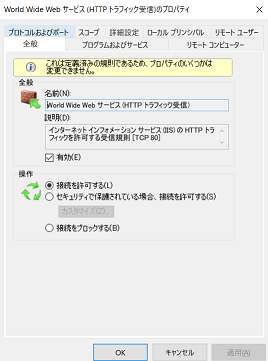 World Wide Web サービス (HTTP トラフィック受信)のプロパティ
プロトコルおよびポート スコープ 詳細設定 ローカル プリンシパル リモート ユーザー
全般 プログラムおよびサービス リモート コンピューター
これは定義済みの規則であるため、プロパティのいくつかは
変更できません。
全般
名前(N):
World Wide Web サービス (HTTP トラフィック受信)
説明(D):
インターネット インフォメーション サービス (IIS) の HTTP トラ
フィックを許可する受信規則 [TCP 80]
有効(E)
操作
接続を許可する(L)
セキュリティで保護されている場合、接続を許可する(S)
カスタマイズ(Z)...
接続をブロックする(B)
OK キャンセル 適用(A)